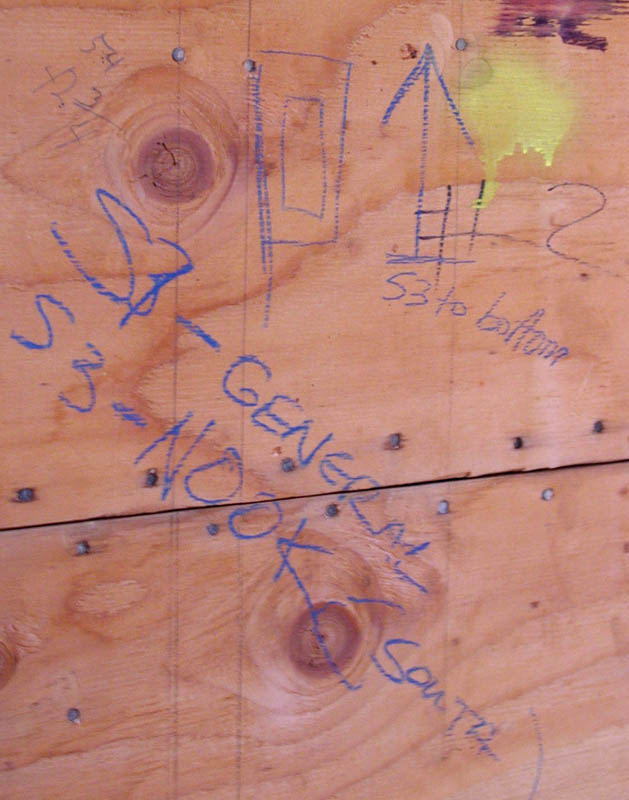 53 to bottom
- GENERAL
S3 - NOOK / SOUTH